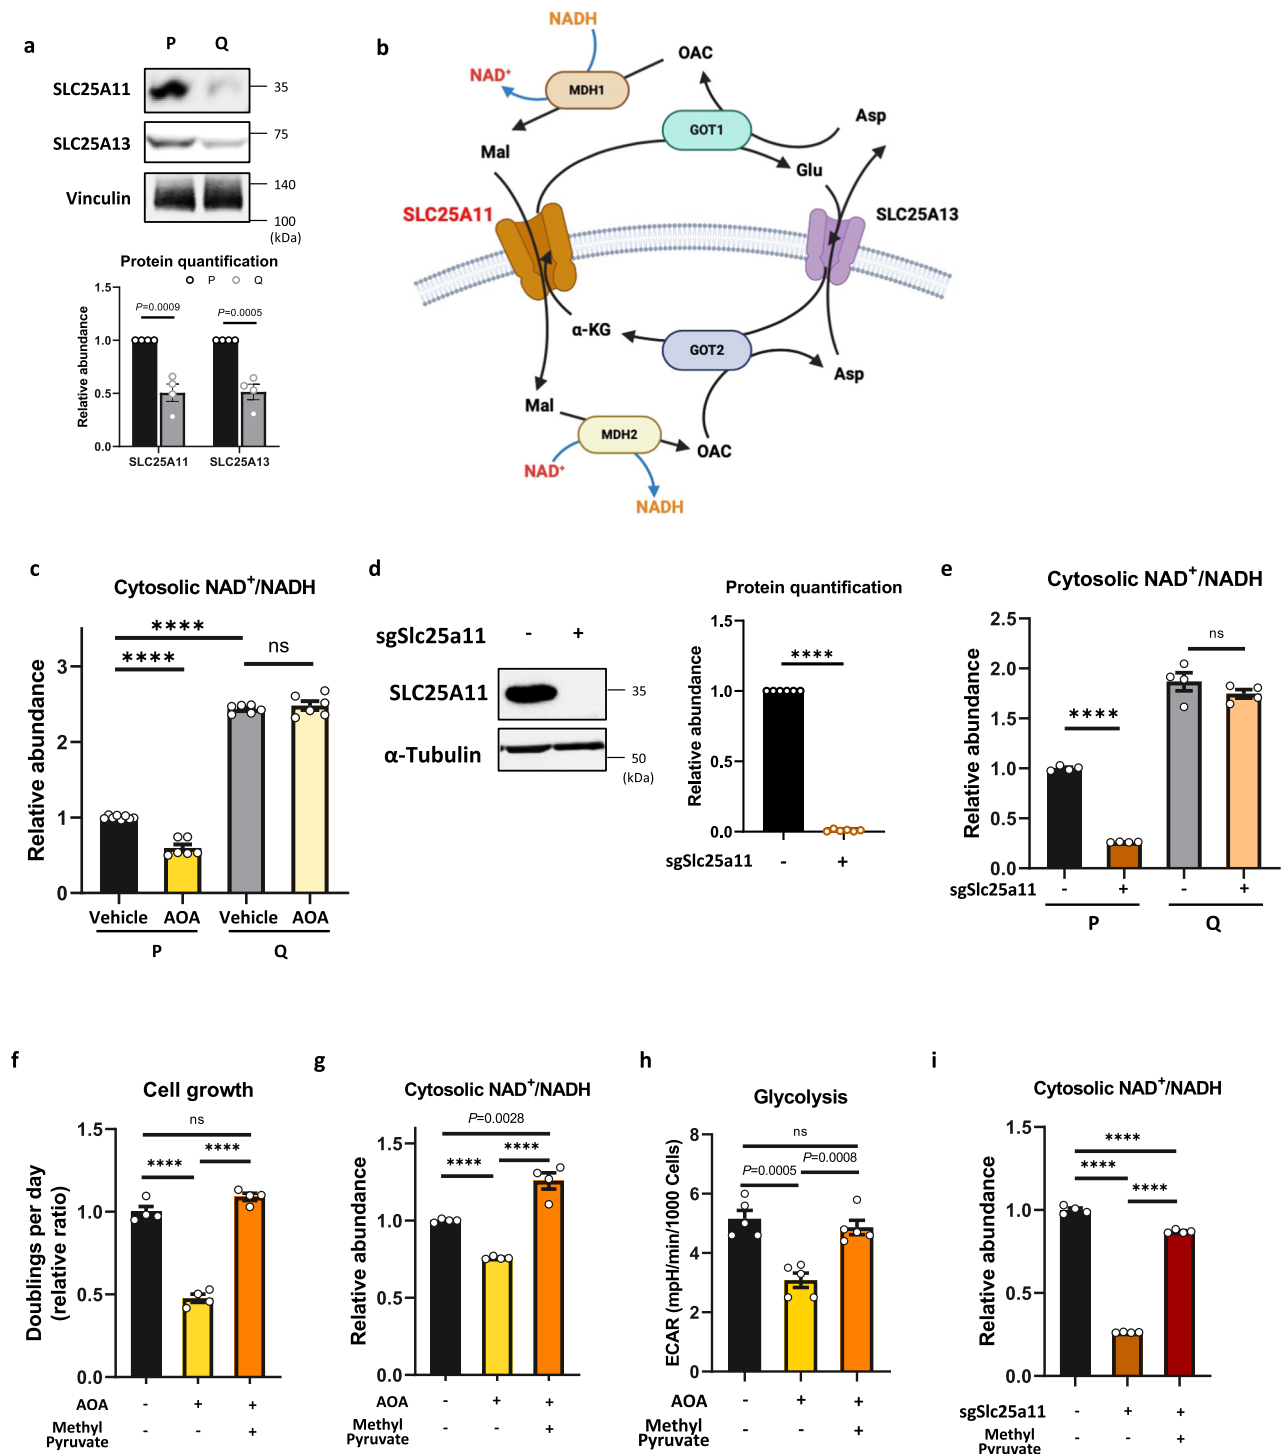 a
P Q
SLC25A11
35
SLC25A13
75
Vinculin
140
100
(kDa)
Protein quantification
P Q
Relative abundance
1.5
1.0
0.5
0.0
P=0.0009
P=0.0005
SLC25A11 SLC25A13
b
NADH
OAC
NAD⁺
MDH1
Mal
GOT1
Asp
Glu
SLC25A11
SLC25A13
α-KG
GOT2
Asp
Mal
MDH2
OAC
NAD⁺
NADH
c
Cytosolic NAD⁺/NADH
Relative abundance
3
2
1
0
****
****
ns
Vehicle AOA Vehicle AOA
P Q
d
sgSlc25a11 - +
SLC25A11
35
α-Tubulin
50
(kDa)
Protein quantification
Relative abundance
1.5
1.0
0.5
0.0
****
sgSlc25a11 - +
e
Cytosolic NAD⁺/NADH
Relative abundance
2.5
2.0
1.5
1.0
0.5
0.0
****
ns
sgSlc25a11 - + - +
P Q
f
Cell growth
Doublings per day
(relative ratio)
1.5
1.0
0.5
0.0
ns
****
****
AOA - + +
Methyl
Pyruvate - - +
g
Cytosolic NAD⁺/NADH
Relative abundance
1.5
1.0
0.5
0.0
P=0.0028
****
****
AOA - + +
Methyl
Pyruvate - - +
h
Glycolysis
ECAR (mpH/min/1000 Cells)
8
6
4
2
0
ns
P=0.0008
P=0.0005
AOA - + +
Methyl
Pyruvate - - +
i
Cytosolic NAD⁺/NADH
Relative abundance
1.5
1.0
0.5
0.0
****
****
****
sgSlc25a11 - + +
Methyl
Pyruvate - - +